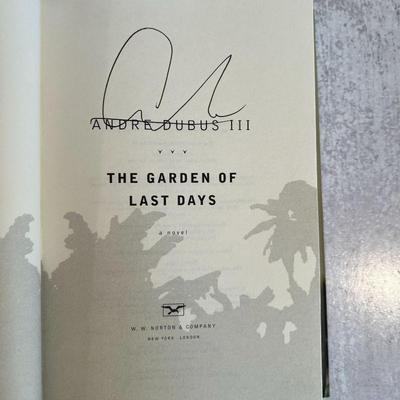 ANDRE DUBUS III
THE GARDEN OF
LAST DAYS
a novel
W. W. NORTON & COMPANY
NEW YORK LONDON